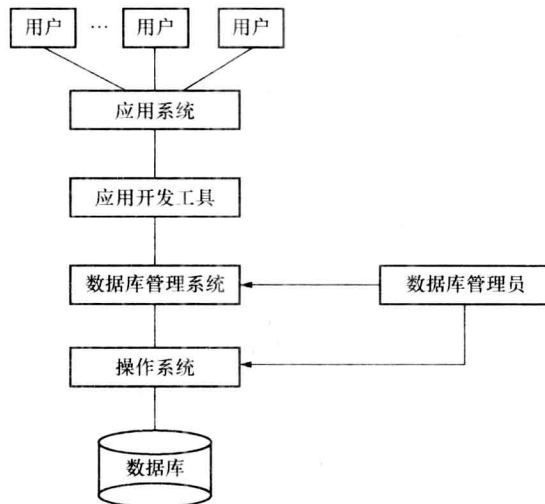 用户 … 用户 用户
应用系统
应用开发工具
数据库管理系统 数据库管理员
操作系统
数据库